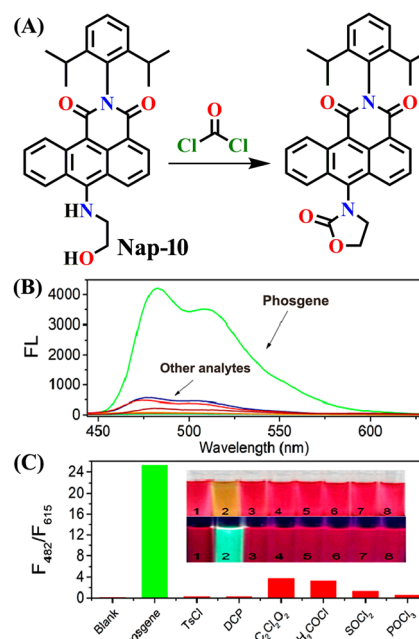 (A)
O N O
O
Cl Cl
O N O
HN
HO Nap-10
N
O
O
(B)
4000
3000
2000
1000
0
FL
Phosgene
Other analytes
450 500 550 600
Wavelength (nm)
(C)
24
20
16
12
8
4
0
F482/F615
1 2 3 4 5 6 7 8
1 2 3 4 5 6 7 8
Blank
TsCl
DCP
SOCl2
POCl3